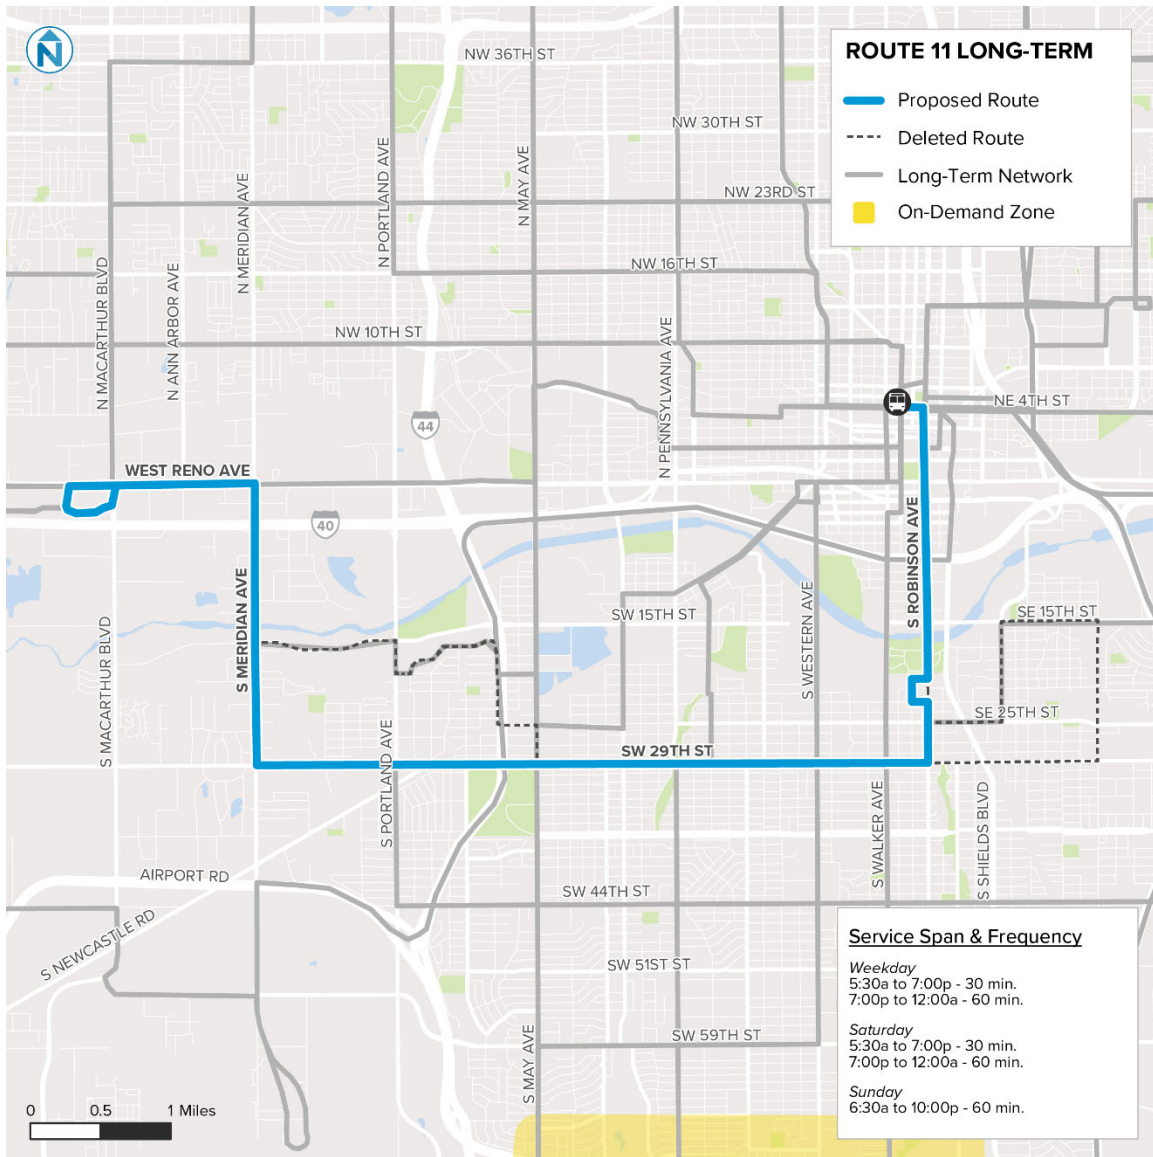 N
NW 36TH ST
ROUTE 11 LONG-TERM
Proposed Route
Deleted Route
Long-Term Network
On-Demand Zone
NW 30TH ST
NW 23RD ST
N PORTLAND AVE
N MERIDIAN AVE
N MAY AVE
NW 16TH ST
N MACARTHUR BLVD
N ANN ARBOR AVE
NW 10TH ST
N PENNSYLVANIA AVE
NE 4TH ST
44
WEST RENO AVE
40
S ROBINSON AVE
SW 15TH ST
SE 15TH ST
S WESTERN AVE
S MERIDIAN AVE
S MACARTHUR BLVD
SE 25TH ST
SW 29TH ST
S PORTLAND AVE
S WALKER AVE
S SHIELDS BLVD
AIRPORT RD
SW 44TH ST
S NEWCASTLE RD
SW 51ST ST
SW 59TH ST
S MAY AVE
Service Span & Frequency
Weekday
5:30a to 7:00p - 30 min.
7:00p to 12:00a - 60 min.
Saturday
5:30a to 7:00p - 30 min.
7:00p to 12:00a - 60 min.
Sunday
6:30a to 10:00p - 60 min.
0 0.5 1 Miles